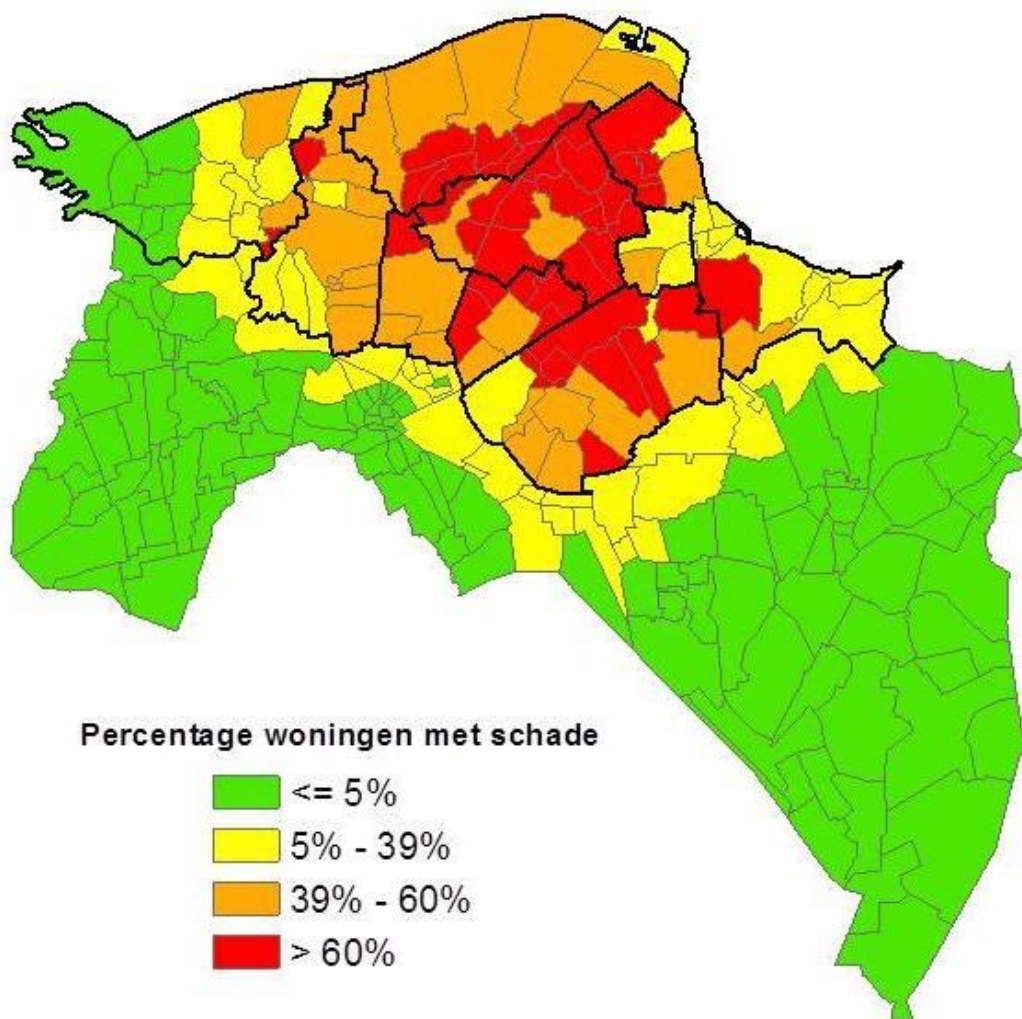 Percentage woningen met schade
<= 5%
5% - 39%
39% - 60%
> 60%